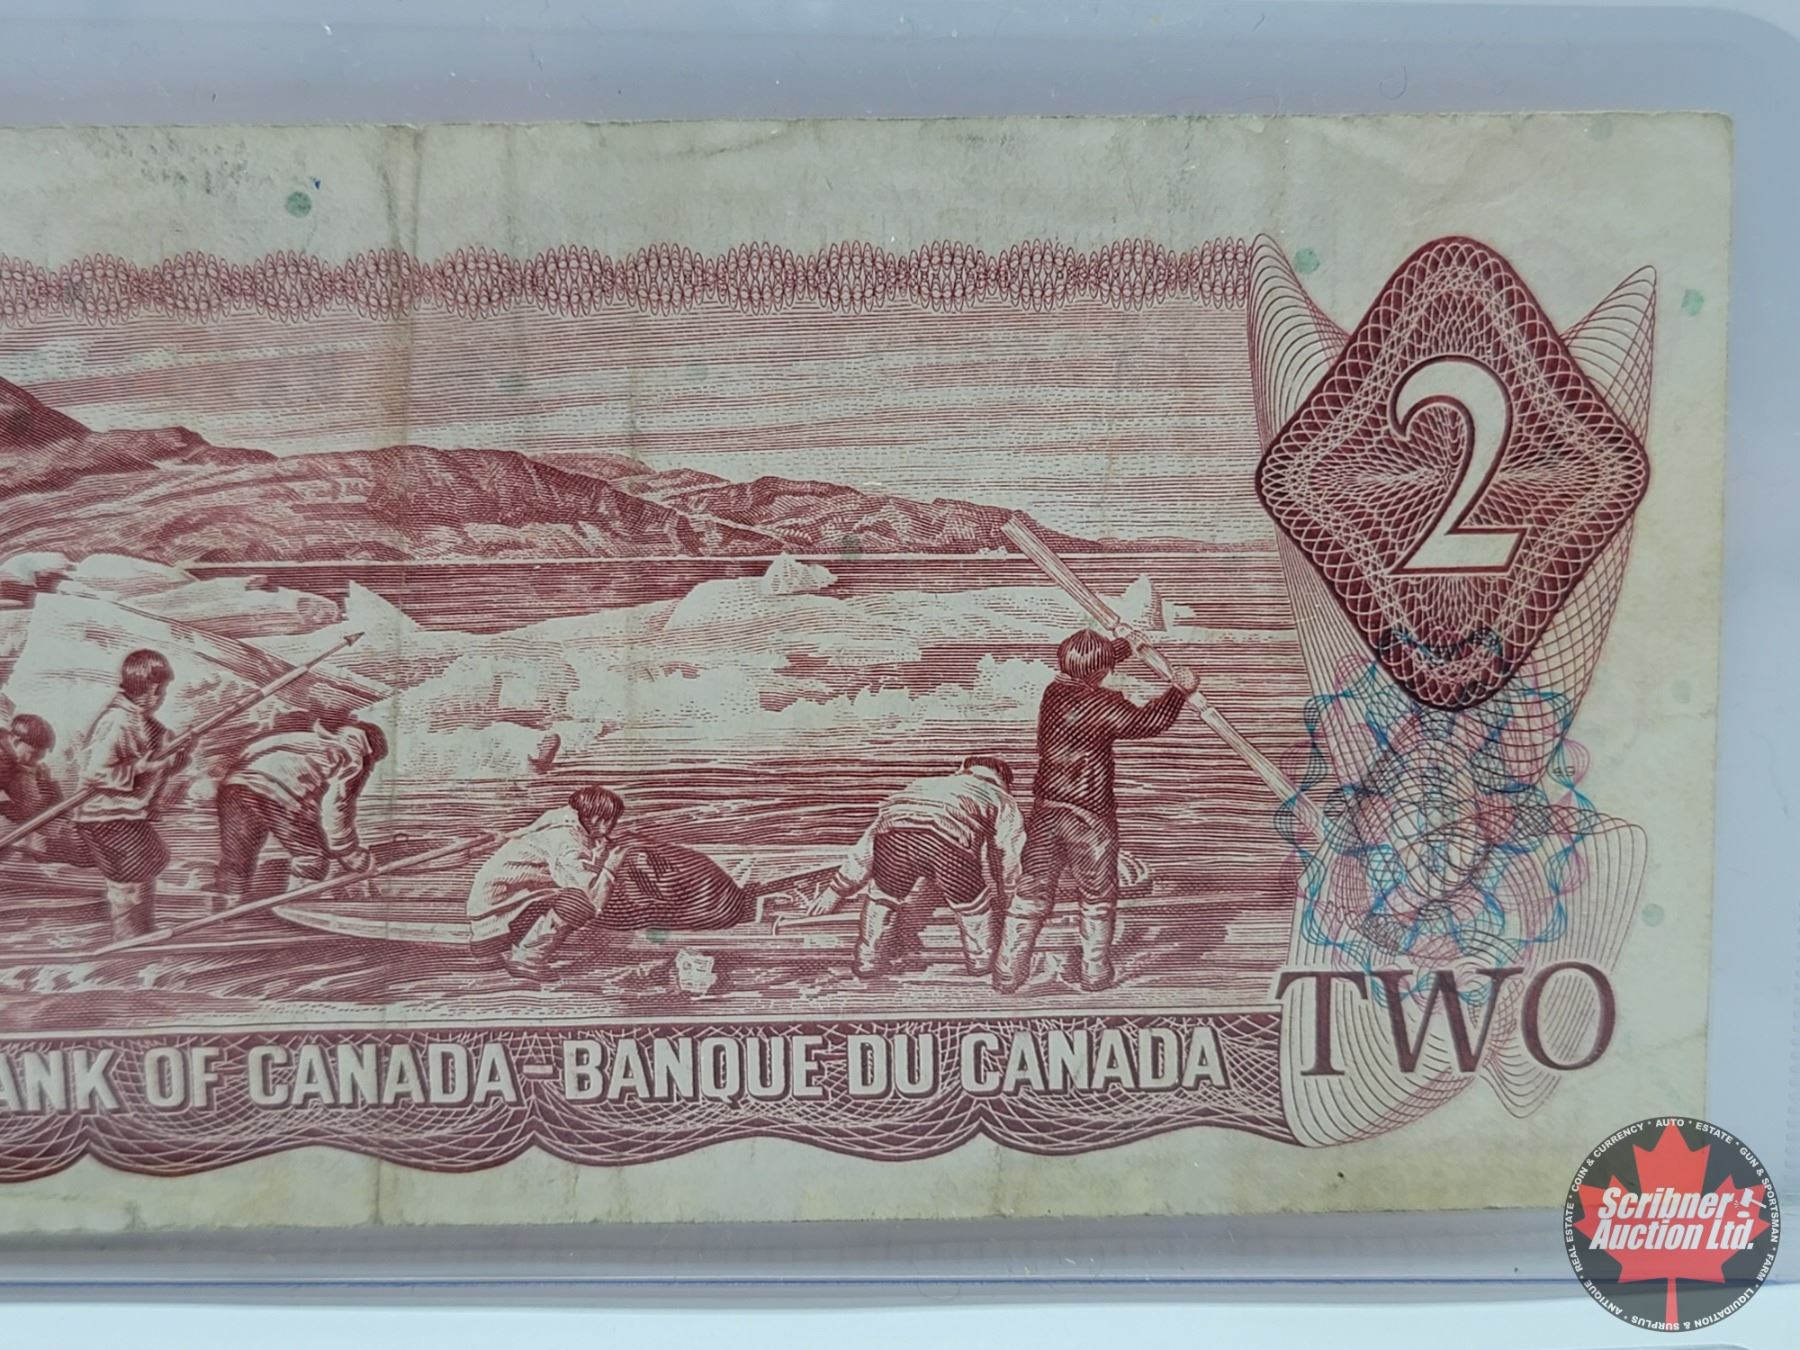 2
TWO
ANK OF CANADA – BANQUE DU CANADA
Scribner
Auction Ltd.
COIN & CURRENCY * AUTO * ESTATE * GUN & SPORTSMAN * FARM * LIQUIDATION & SURPLUS * ANTIQUE * REAL ESTATE *